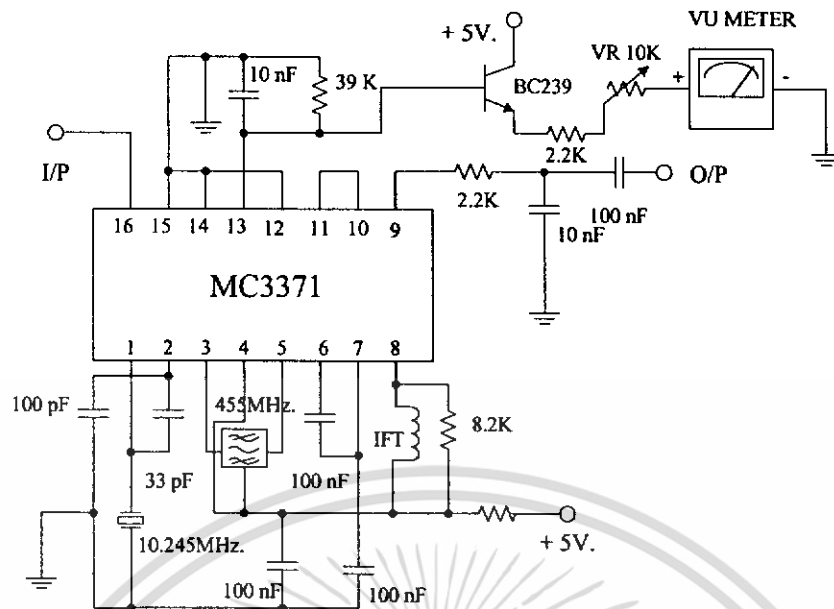 + 5V.
VU METER
10 nF
39 K
BC239
VR 10K
+
-
I/P
2.2K
2.2K
O/P
100 nF
10 nF
16 15 14 13 12 11 10 9
MC3371
1 2 3 4 5 6 7 8
100 pF
455MHz.
IFT
8.2K
33 pF
100 nF
10.245MHz.
+ 5V.
100 nF
100 nF